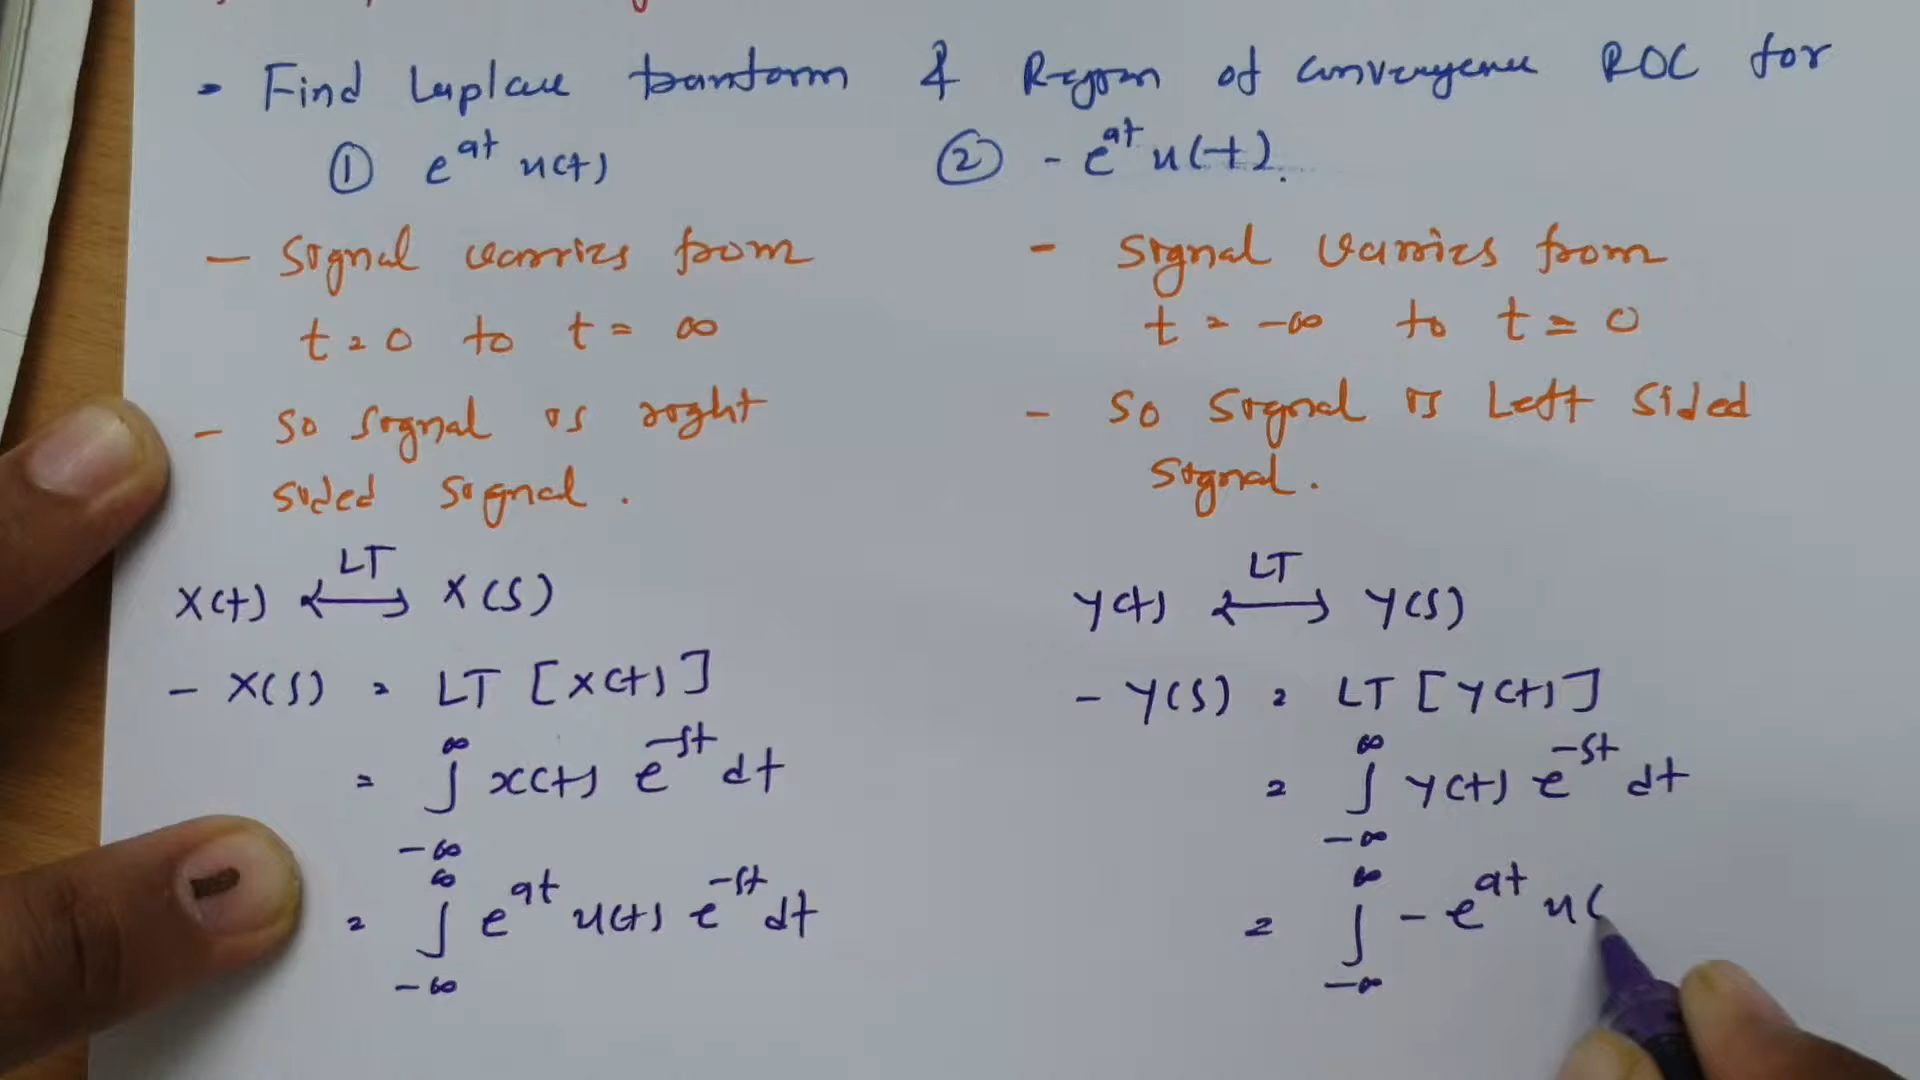 - Find Laplace transform & Region of convergence ROC for
① e^at u(t) ② - e^at u(-t).
- Signal varries from
t = 0 to t = ∞
- So signal is right
sided signal.
X(t) ⟷ LT X(S)
- X(S) = LT [X(t)]
= ∫ ∞ -∞ x(t) e^-st dt
= ∫ ∞ -∞ e^at u(t) e^-st dt
- Signal varries from
t = -∞ to t = 0
- So signal is Left sided
signal.
Y(t) ⟷ LT Y(S)
- Y(S) = LT [Y(t)]
= ∫ ∞ -∞ Y(t) e^-st dt
= ∫ ∞ -∞ - e^at u(